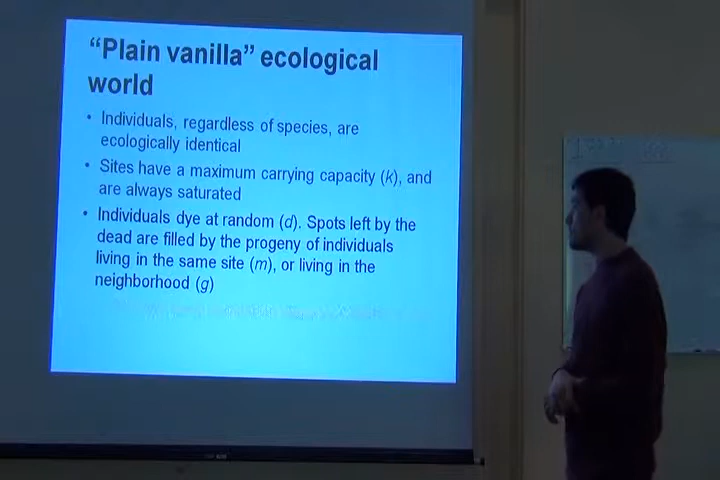 “Plain vanilla” ecological
world
• Individuals, regardless of species, are
ecologically identical
• Sites have a maximum carrying capacity (k), and
are always saturated
• Individuals dye at random (d). Spots left by the
dead are filled by the progeny of individuals
living in the same site (m), or living in the
neighborhood (g)